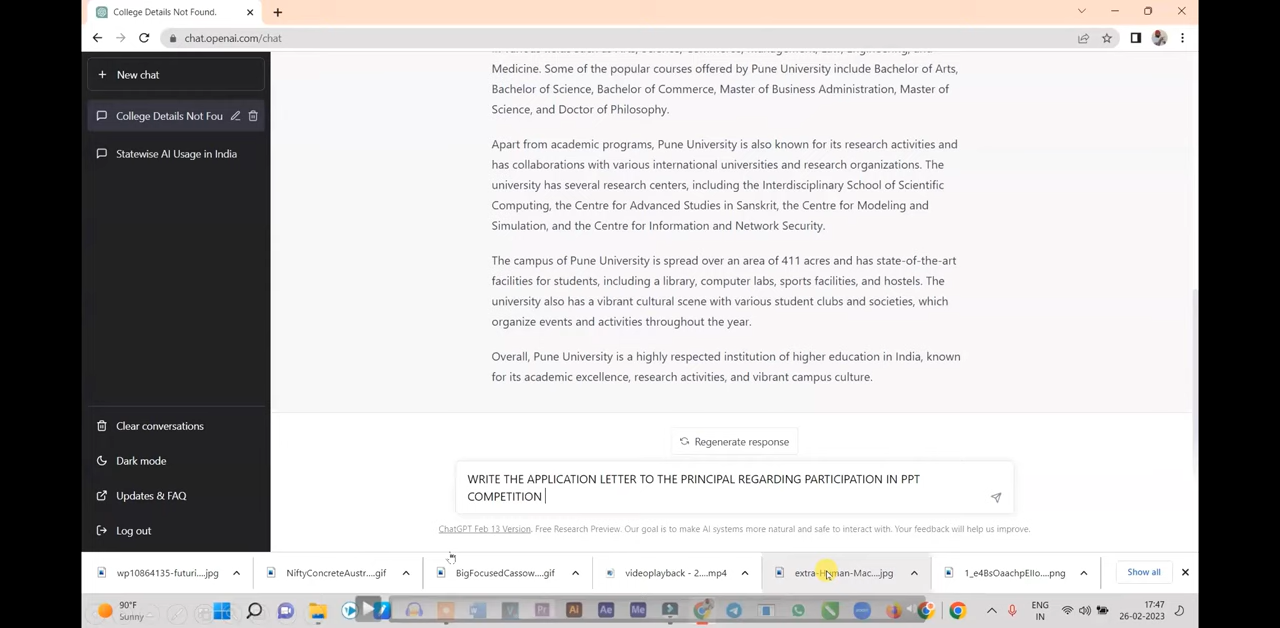 College Details Not Found.
chat.openai.com/chat
New chat
College Details Not Fou
Statewise AI Usage in India
Medicine. Some of the popular courses offered by Pune University include Bachelor of Arts,
Bachelor of Science, Bachelor of Commerce, Master of Business Administration, Master of
Science, and Doctor of Philosophy.
Apart from academic programs, Pune University is also known for its research activities and
has collaborations with various international universities and research organizations. The
university has several research centers, including the Interdisciplinary School of Scientific
Computing, the Centre for Advanced Studies in Sanskrit, the Centre for Modeling and
Simulation, and the Centre for Information and Network Security.
The campus of Pune University is spread over an area of 411 acres and has state-of-the-art
facilities for students, including a library, computer labs, sports facilities, and hostels. The
university also has a vibrant cultural scene with various student clubs and societies, which
organize events and activities throughout the year.
Overall, Pune University is a highly respected institution of higher education in India, known
for its academic excellence, research activities, and vibrant campus culture.
Clear conversations
Dark mode
Updates & FAQ
Log out
Regenerate response
WRITE THE APPLICATION LETTER TO THE PRINCIPAL REGARDING PARTICIPATION IN PPT
COMPETITION
ChatGPT Feb 13 Version. Free Research Preview. Our goal is to make AI systems more natural and safe to interact with. Your feedback will help us improve.
wp10864135-futuri....jpg
NiftyConcreteAustr....gif
BigFocusedCassow....gif
videoplayback - 2....mp4
extra-Human-Mac....jpg
1_e4BsOaachpEIIo....png
Show all
90°F
Sunny
Pr
Ai
Ae
Me
ENG
IN
17:47
26-02-2023